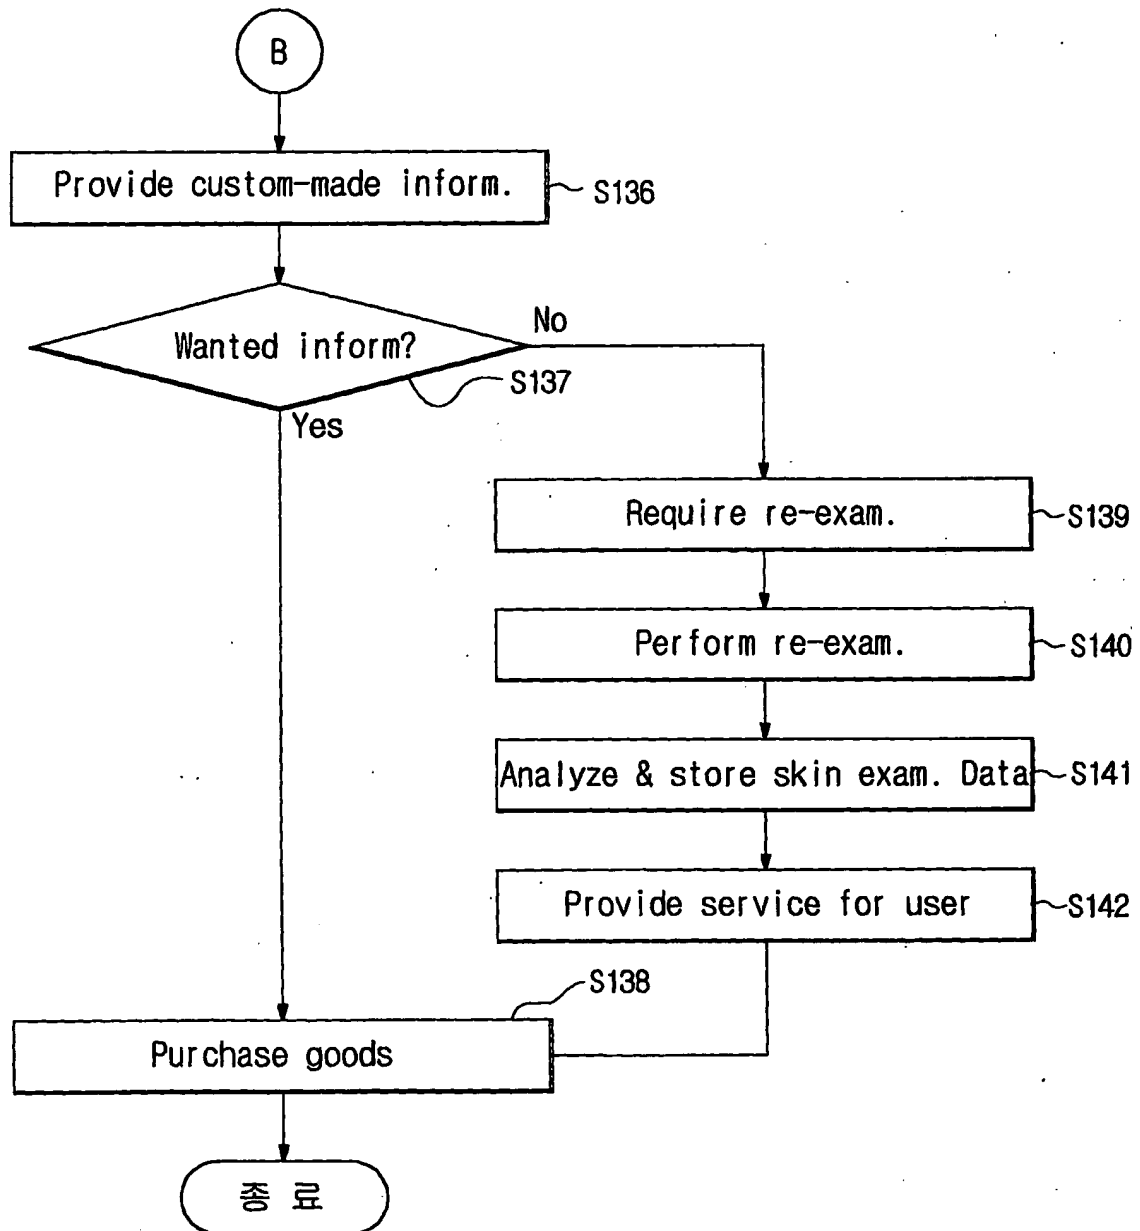 B
Provide custom-made inform.
S136
Wanted inform?
No
S137
Yes
Require re-exam.
S139
Perform re-exam.
S140
Analyze & store skin exam. Data
S141
Provide service for user
S142
S138
Purchase goods
종 료